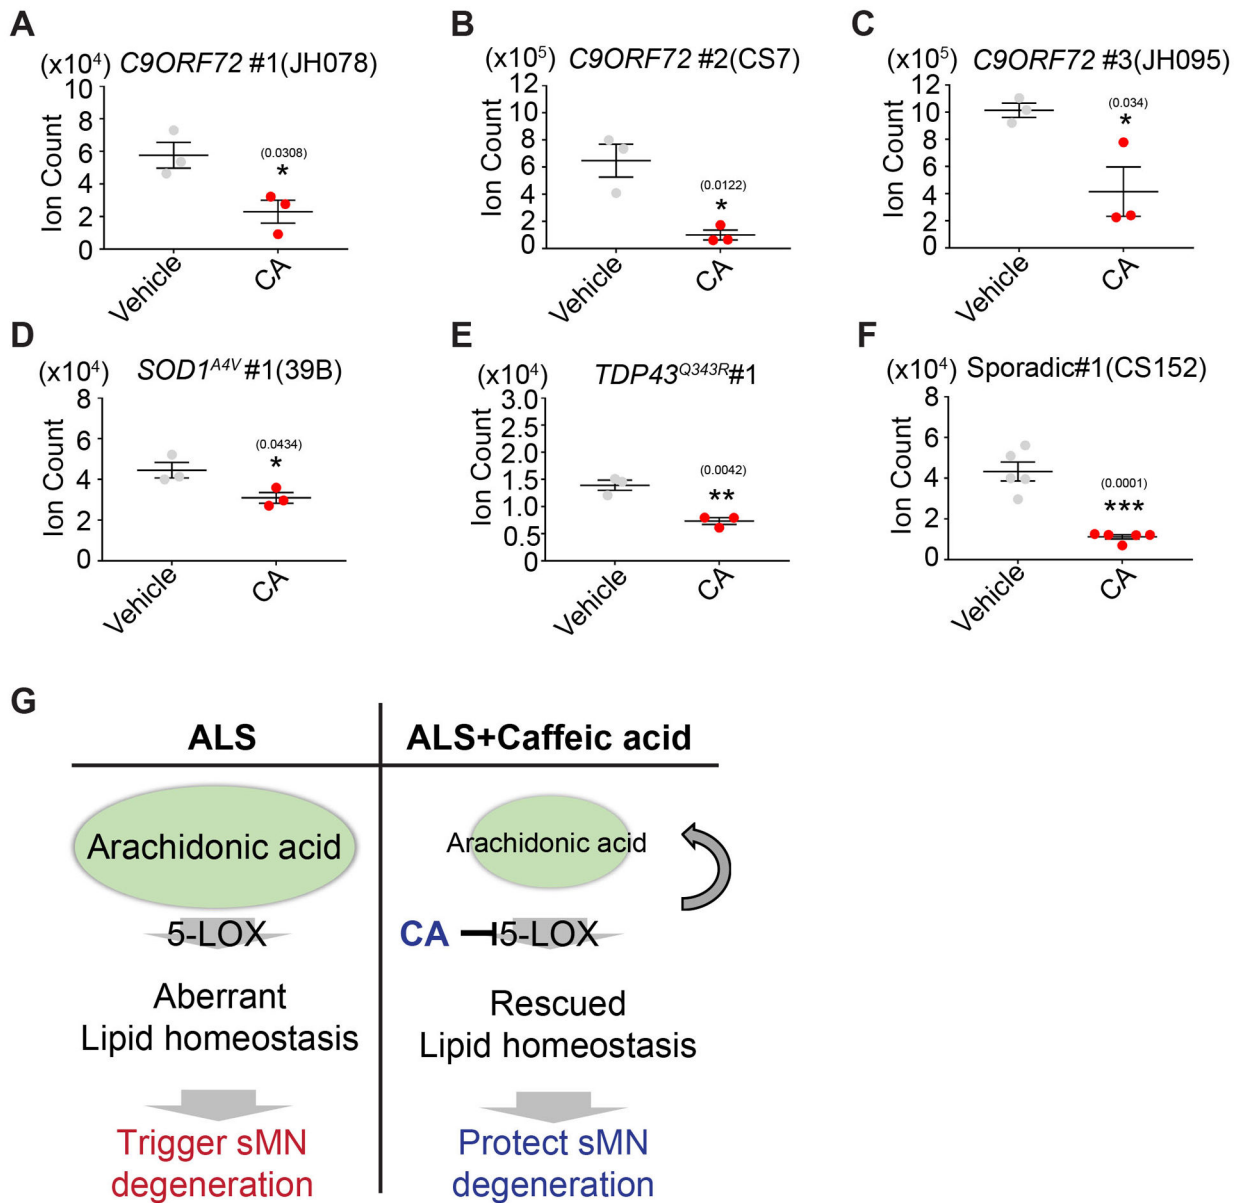 A
(x10⁴) C9ORF72 #1(JH078)
Ion Count
10
8
6
4
2
0
(0.0308)
*
Vehicle
CA
B
(x10⁵) C9ORF72 #2(CS7)
Ion Count
12
10
8
6
4
2
0
(0.0122)
*
Vehicle
CA
C
(x10⁵) C9ORF72 #3(JH095)
Ion Count
12
10
8
6
4
2
0
(0.034)
*
Vehicle
CA
D
(x10⁴) SOD1ᴬ⁴ⱽ #1(39B)
Ion Count
8
6
4
2
0
(0.0434)
*
Vehicle
CA
E
(x10⁴) TDP43Q343R#1
Ion Count
3.0
2.5
2.0
1.5
1.0
0.5
0
(0.0042)
**
Vehicle
CA
F
(x10⁴) Sporadic#1(CS152)
Ion Count
8
6
4
2
0
(0.0001)
***
Vehicle
CA
G
ALS
Arachidonic acid
5-LOX
Aberrant
Lipid homeostasis
Trigger sMN
degeneration
ALS+Caffeic acid
Arachidonic acid
CA
5-LOX
Rescued
Lipid homeostasis
Protect sMN
degeneration